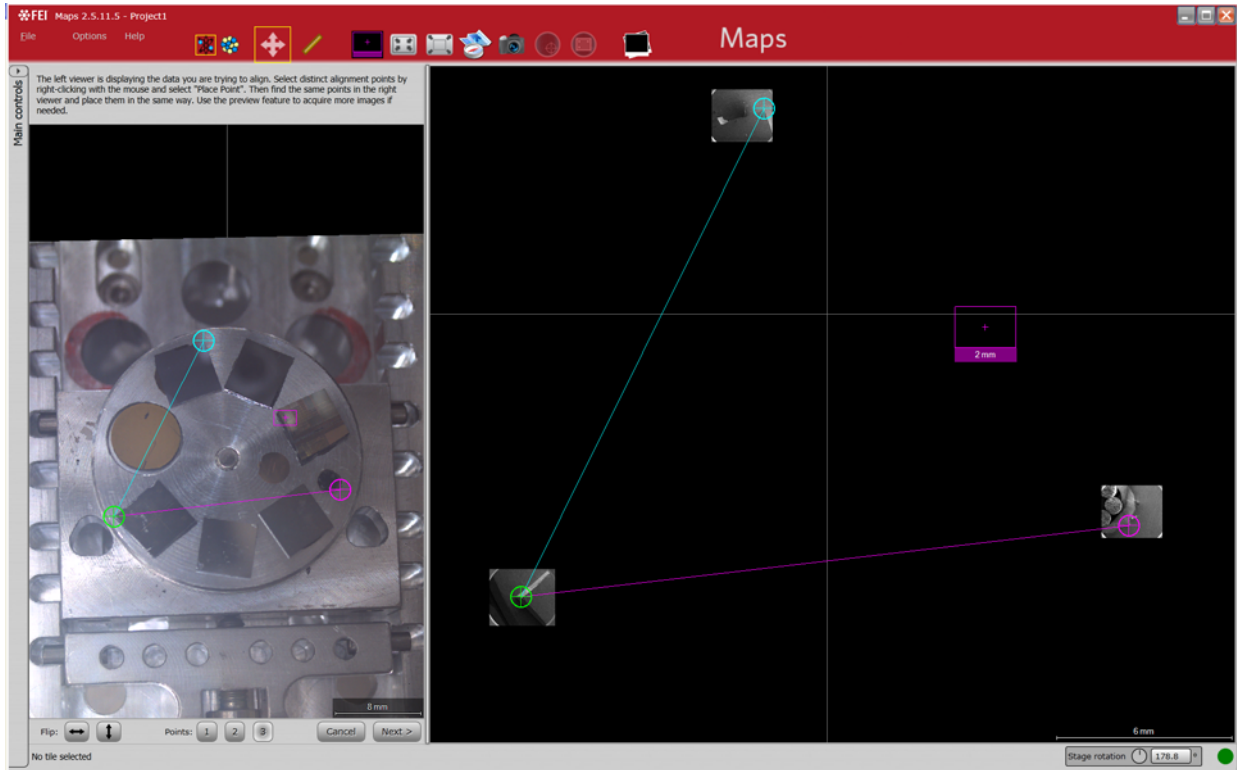 FEI Maps 2.5.11.5 - Project1
File Options Help
Maps
Main controls
The left viewer is displaying the data you are trying to align. Select distinct alignment points by
right-clicking with the mouse and select "Place Point". Then find the same points in the right
viewer and place them in the same way. Use the preview feature to acquire more images if
needed.
2 mm
8 mm
6 mm
Flip: Points: 1 2 3 Cancel Next >
No tile selected
Stage rotation 178.8 °